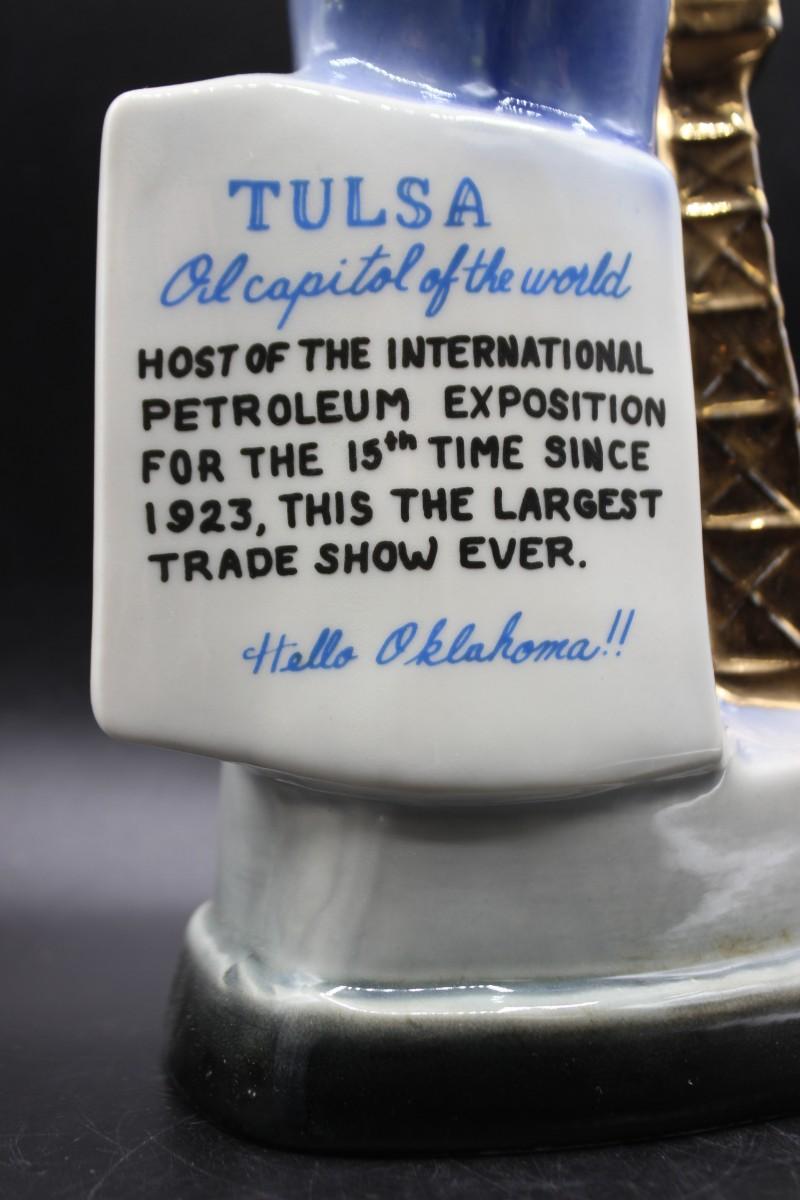 TULSA
Oil capitol of the world
HOST OF THE INTERNATIONAL
PETROLEUM EXPOSITION
FOR THE 15th TIME SINCE
1923, THIS THE LARGEST
TRADE SHOW EVER.
Hello Oklahoma!!